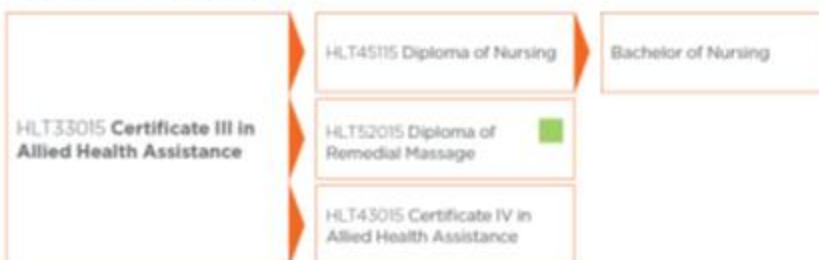 HLT45115 Diploma of Nursing
Bachelor of Nursing
HLT33015 Certificate III in
Allied Health Assistance
HLT52015 Diploma of
Remedial Massage
HLT43015 Certificate IV in
Allied Health Assistance